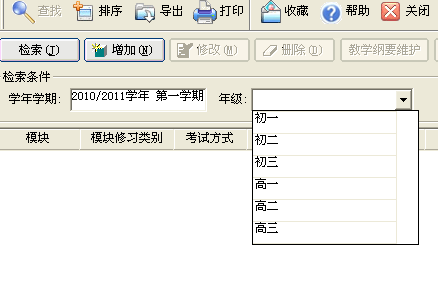 查找 排序 导出 打印 收藏 帮助 关闭
检索(I) 增加(N) 修改(M) 删除(D) 教学纲要维护
检索条件
学年学期: 2010/2011学年 第一学期 年级:
模块 模块修习类别 考试方式
初一
初二
初三
高一
高二
高三